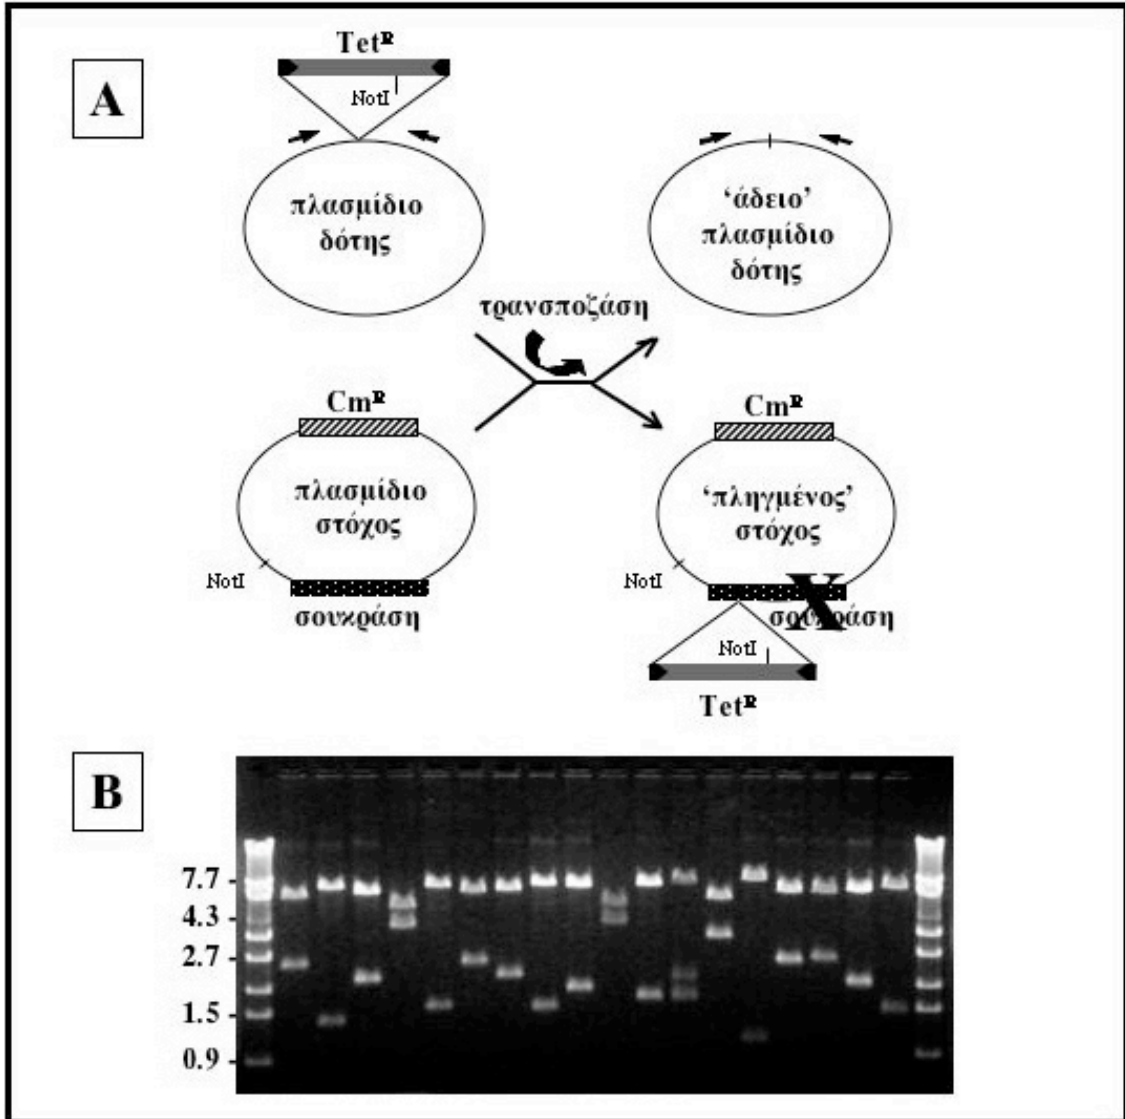 A
Tet^R
NotI
πλασμίδιο
δότης
‘άδειο’
πλασμίδιο
δότης
τρανσποζάση
Cm^R
πλασμίδιο
στόχος
NotI
σουκράση
Cm^R
‘πληγμένος’
στόχος
NotI
X
σουκράση
NotI
Tet^R
B
7.7
4.3
2.7
1.5
0.9